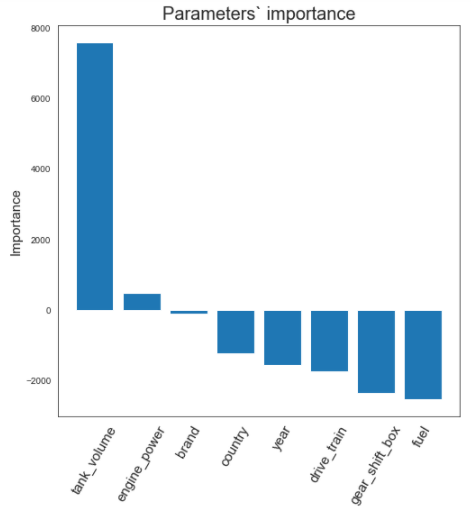 Parameters` importance
8000
6000
4000
2000
0
−2000
Importance
tank_volume
engine_power
brand
country
year
drive_train
gear_shift_box
fuel